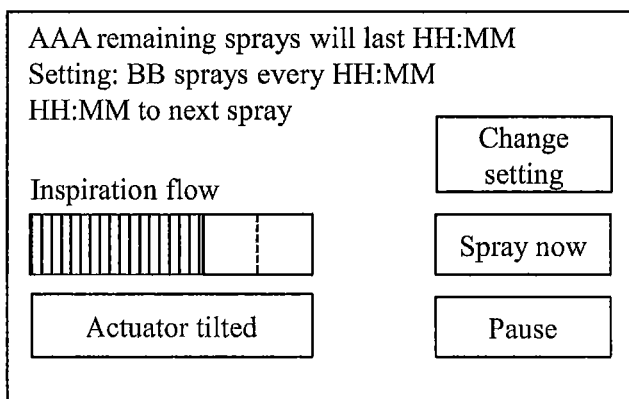 AAA remaining sprays will last HH:MM
Setting: BB sprays every HH:MM
HH:MM to next spray
Change
setting
Inspiration flow
Spray now
Actuator tilted
Pause